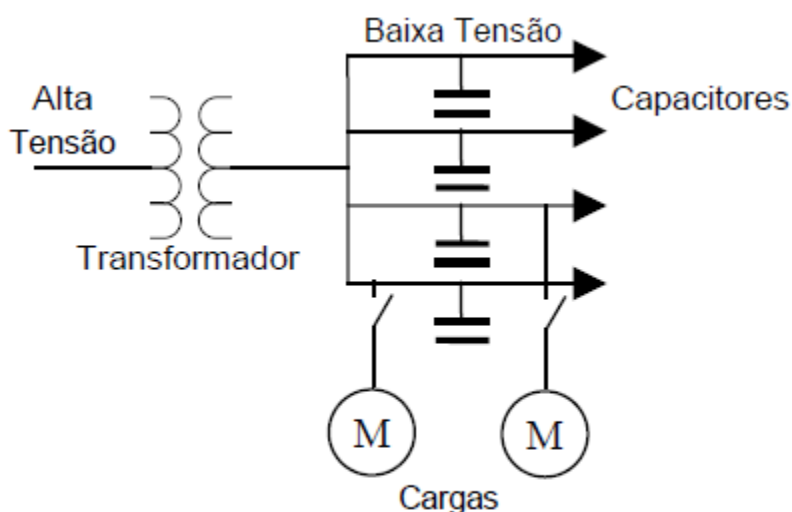 Baixa Tensão
Alta
Tensão
Capacitores
Transformador
M
M
Cargas